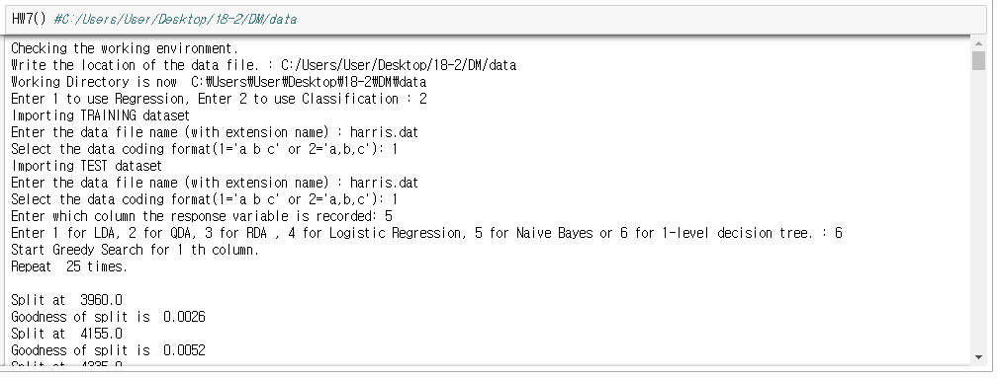 HW7() #C:/Users/User/Desktop/18-2/DM/data
Checking the working environment.
Write the location of the data file. : C:/Users/User/Desktop/18-2/DM/data
Working Directory is now  C:₩Users₩User₩Desktop₩18-2₩DM₩data
Enter 1 to use Regression, Enter 2 to use Classification : 2
Importing TRAINING dataset
Enter the data file name (with extension name) : harris.dat
Select the data coding format(1='a b c' or 2='a,b,c'): 1
Importing TEST dataset
Enter the data file name (with extension name) : harris.dat
Select the data coding format(1='a b c' or 2='a,b,c'): 1
Enter which column the response variable is recorded: 5
Enter 1 for LDA, 2 for QDA, 3 for RDA , 4 for Logistic Regression, 5 for Naive Bayes or 6 for 1-level decision tree. : 6
Start Greedy Search for 1 th column.
Repeat  25 times.
Split at  3960.0
Goodness of split is  0.0026
Split at  4155.0
Goodness of split is  0.0052
Split at